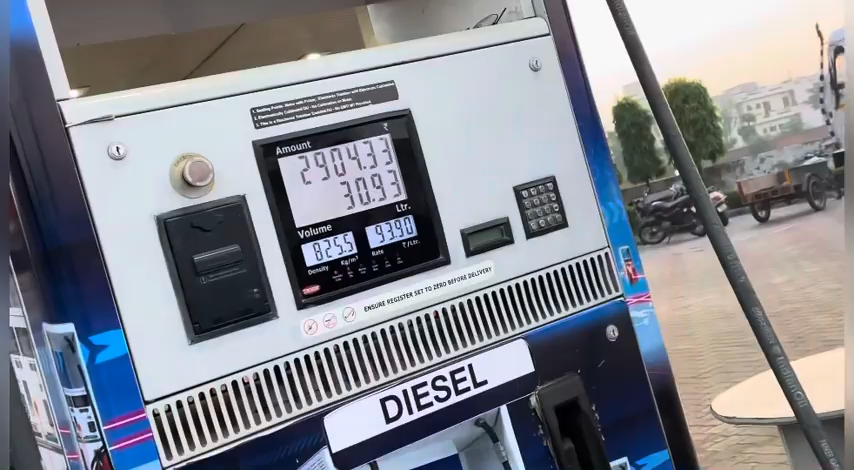 Amount ₹
2904.33
30.93
Ltr.
Volume
825.5 93.90
Density Kg/m³ Rate ₹/Ltr.
ENSURE REGISTER SET TO ZERO BEFORE DELIVERY
DIESEL
IndianOil